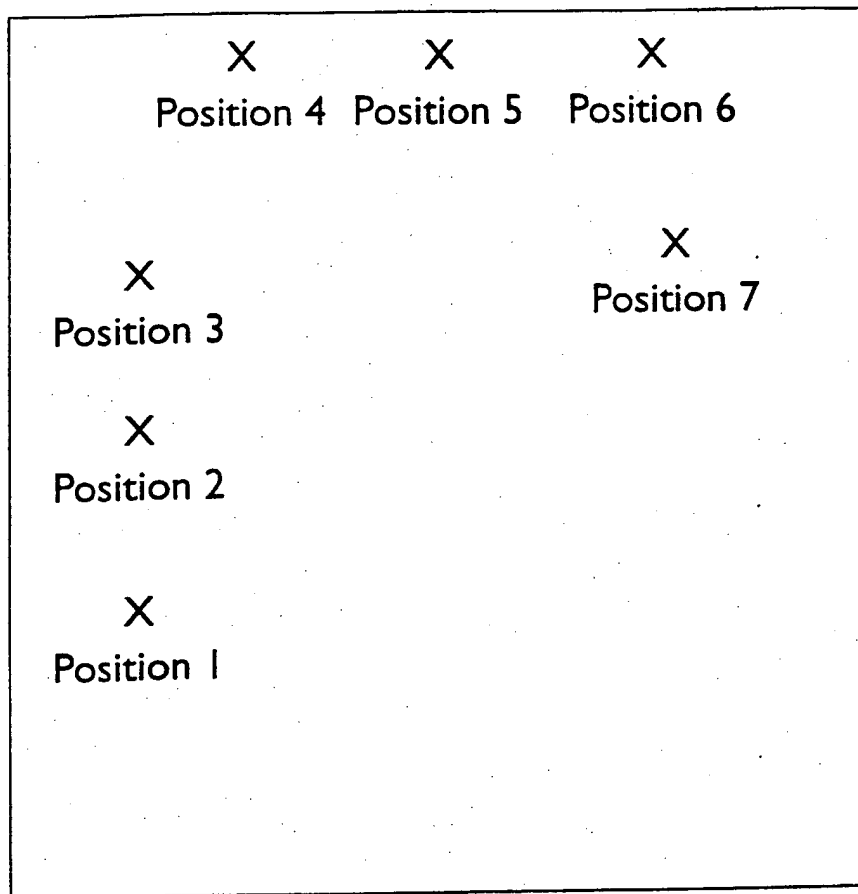 X X X
Position 4 Position 5 Position 6
X
Position 7
X
Position 3
X
Position 2
X
Position 1